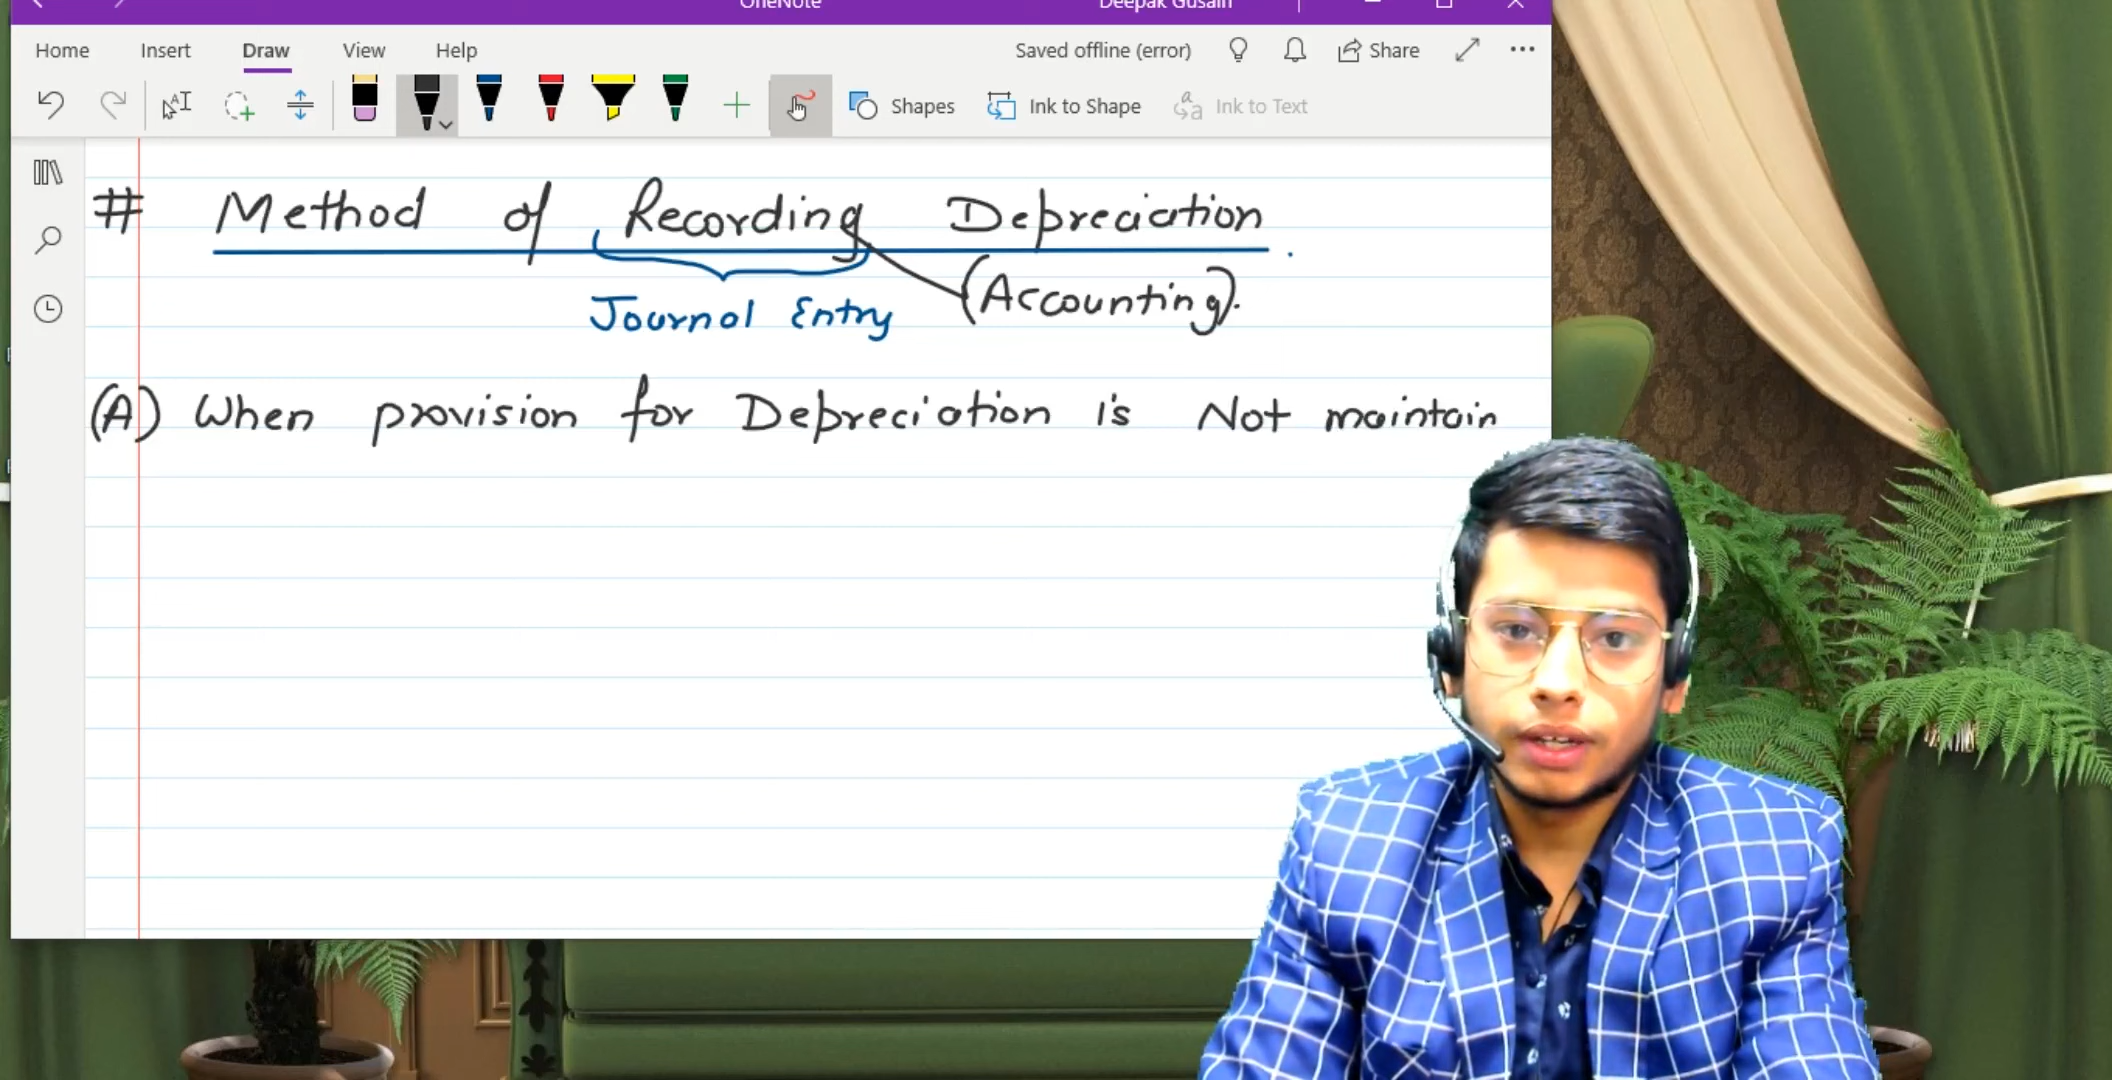 OneNote Deepak Gusain
Home Insert Draw View Help Saved offline (error) Share
Shapes Ink to Shape Ink to Text
# Method of Recording Depreciation.
(Accounting).
Journal Entry
(A) When provision for Depreciation is Not maintain